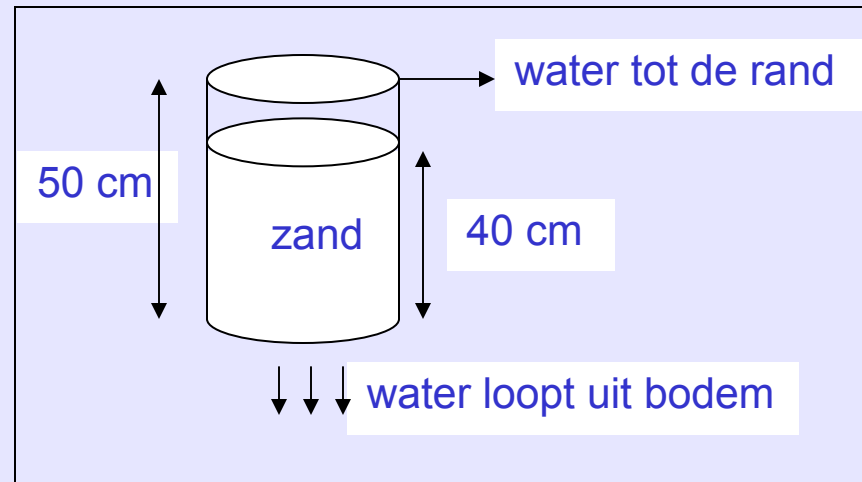 water tot de rand
50 cm
zand
40 cm
water loopt uit bodem